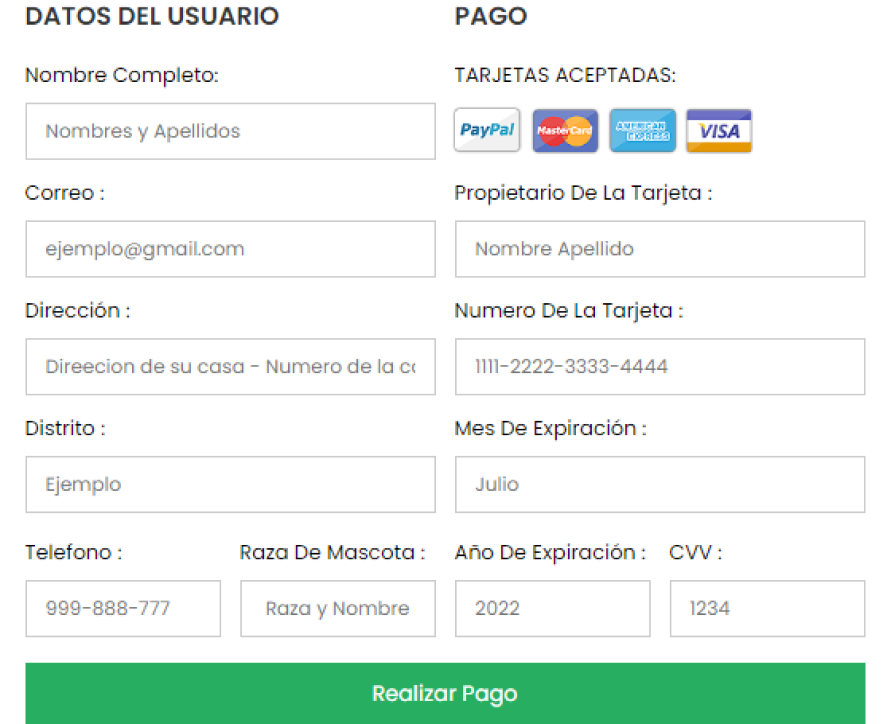 DATOS DEL USUARIO
Nombre Completo:
Nombres y Apellidos
Correo :
ejemplo@gmail.com
Dirección :
Direecion de su casa - Numero de la
Distrito :
Ejemplo
Telefono :
999-888-777
Raza De Mascota :
Raza y Nombre
PAGO
TARJETAS ACEPTADAS:
PayPal MasterCard AMERICAN EXPRESS VISA
Propietario De La Tarjeta :
Nombre Apellido
Numero De La Tarjeta :
1111-2222-3333-4444
Mes De Expiración :
Julio
Año De Expiración :
2022
CVV :
1234
Realizar Pago